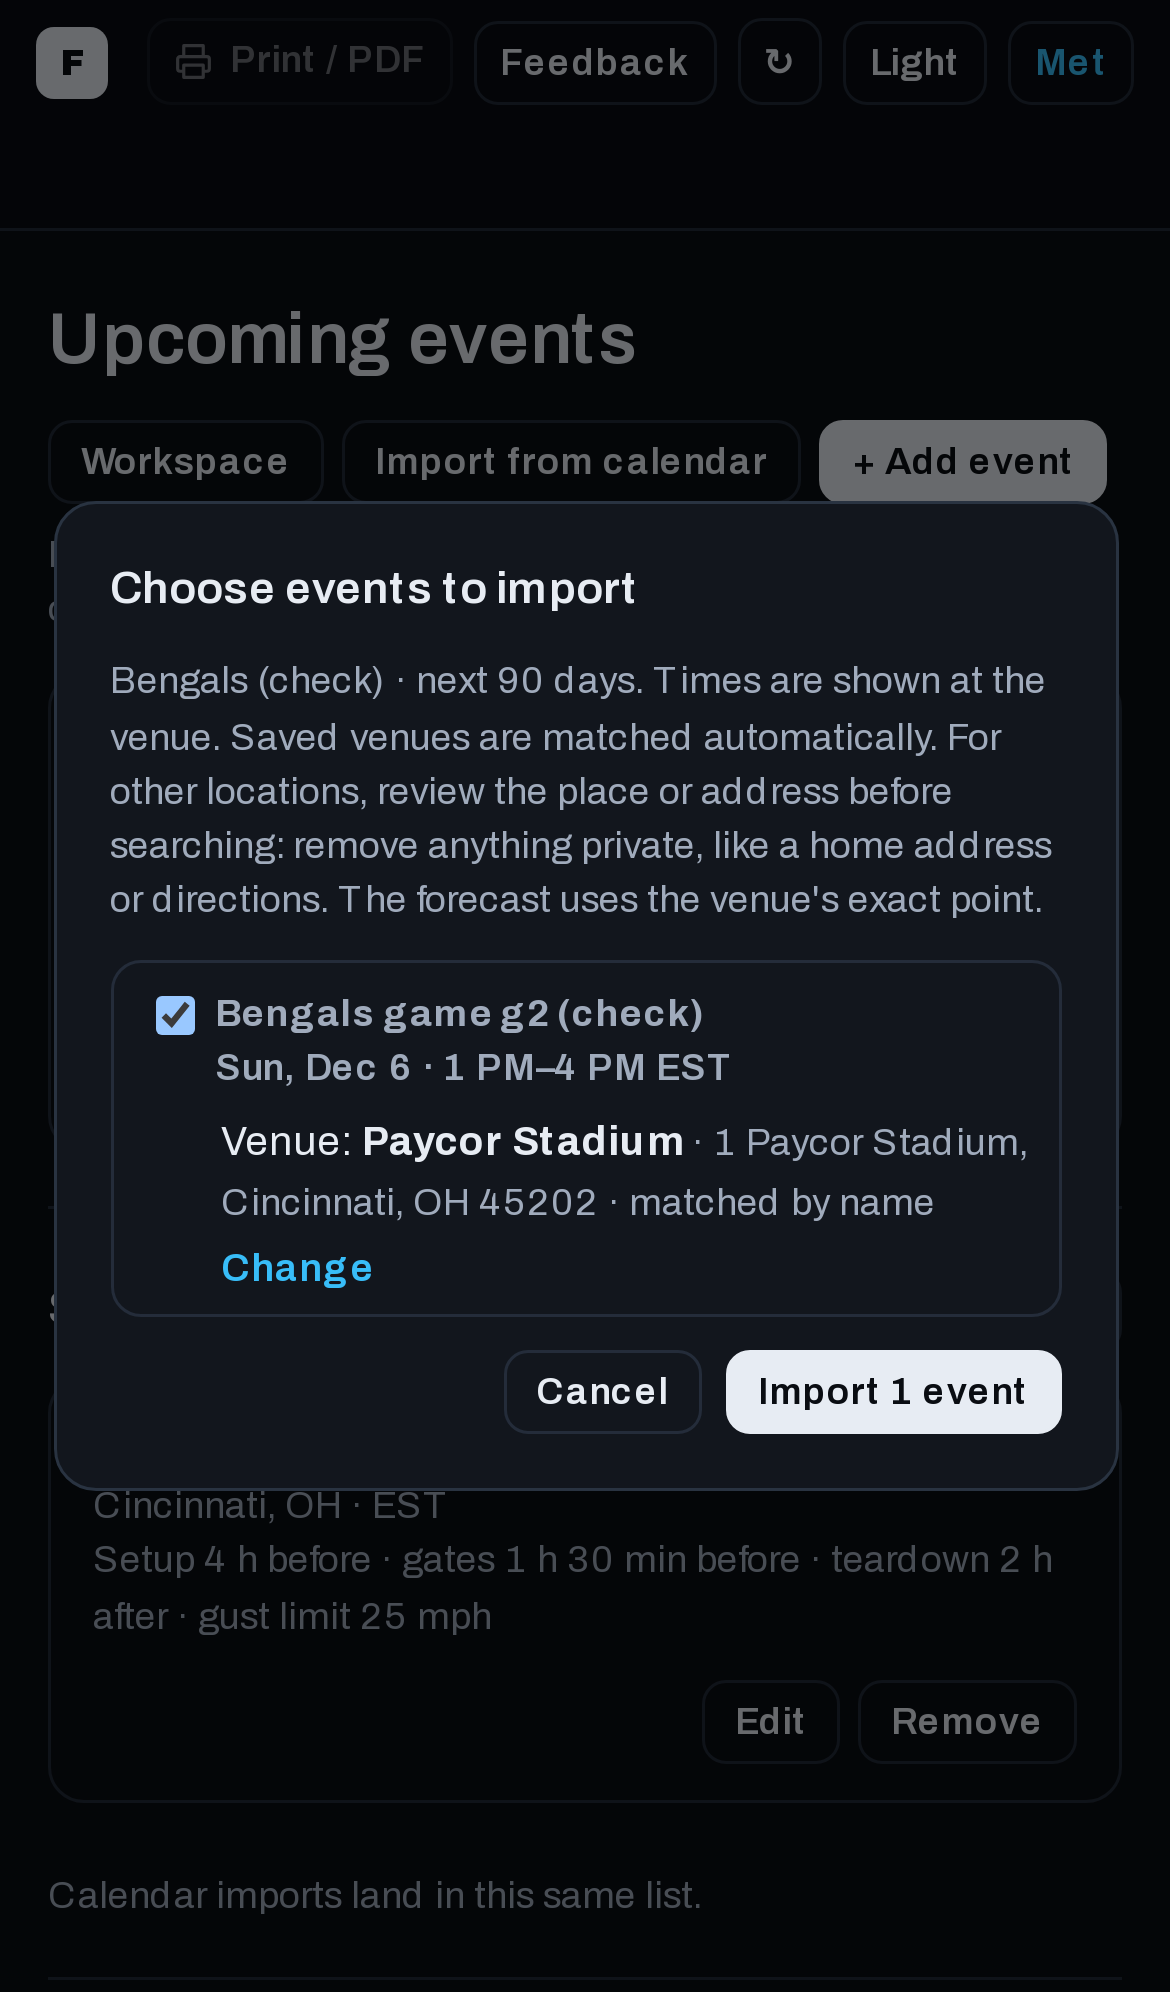 F
Print / PDF
Feedback
↻
Light
Met
Upcoming events
Workspace
Import from calendar
+ Add event
Choose events to import
Bengals (check) · next 90 days. Times are shown at the
venue. Saved venues are matched automatically. For
other locations, review the place or address before
searching: remove anything private, like a home address
or directions. The forecast uses the venue's exact point.
Bengals game g2 (check)
Sun, Dec 6 · 1 PM–4 PM EST
Venue: Paycor Stadium · 1 Paycor Stadium,
Cincinnati, OH 45202 · matched by name
Change
Cancel
Import 1 event
Cincinnati, OH · EST
Setup 4 h before · gates 1 h 30 min before · teardown 2 h
after · gust limit 25 mph
Edit
Remove
Calendar imports land in this same list.